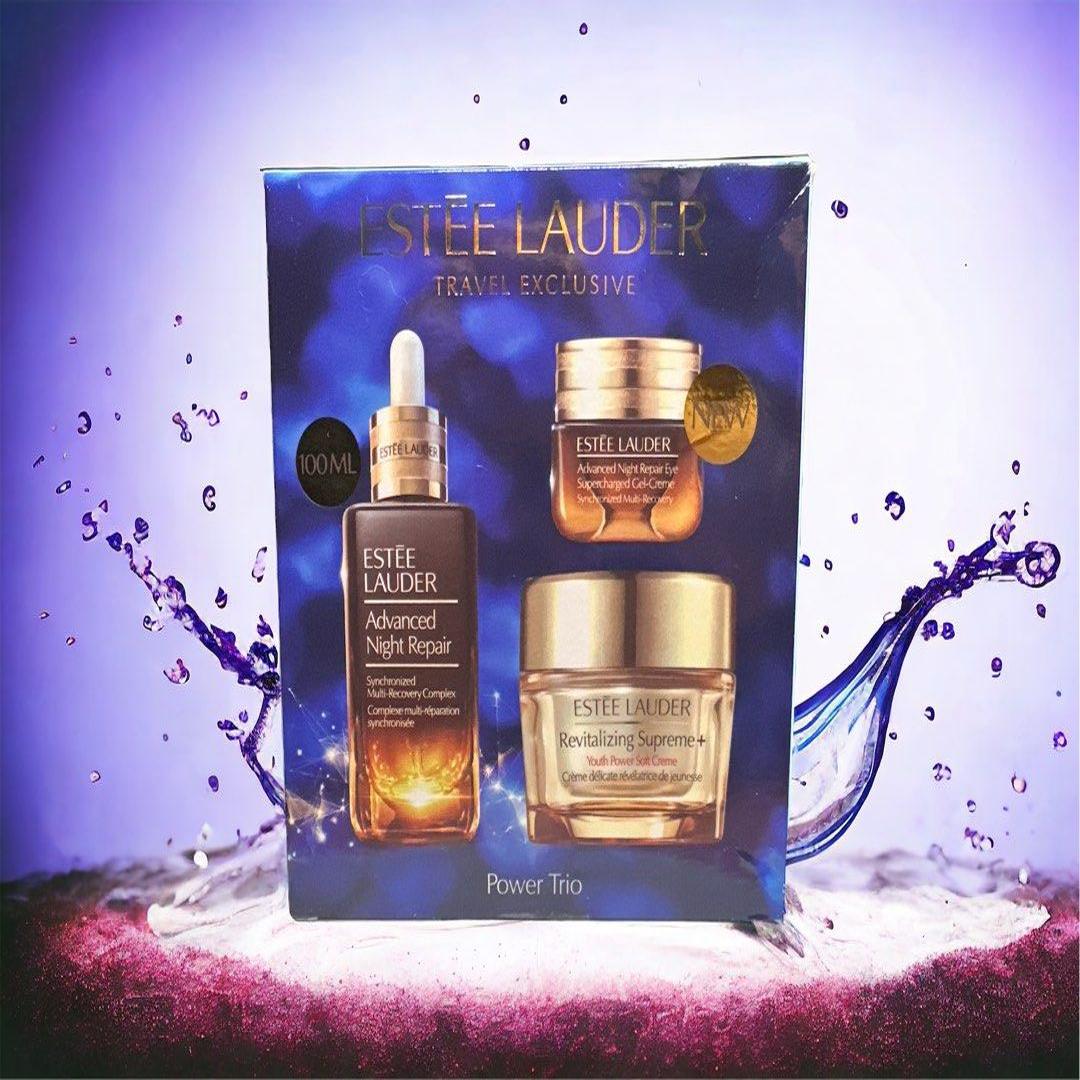 ESTĒE LAUDER
TRAVEL EXCLUSIVE
100 ML
ESTĒE LAUDER
ESTĒE
LAUDER
Advanced
Night Repair
Synchronized
Multi-Recovery Complex
Complexe multi-réparation
synchronisée
NEW
ESTĒE LAUDER
Advanced Night Repair Eye
Supercharged Gel-Creme
Synchronized Multi-Recovery
ESTĒE LAUDER
Revitalizing Supreme+
Youth Power Soft Creme
Crème délicate révélatrice de jeunesse
Power Trio